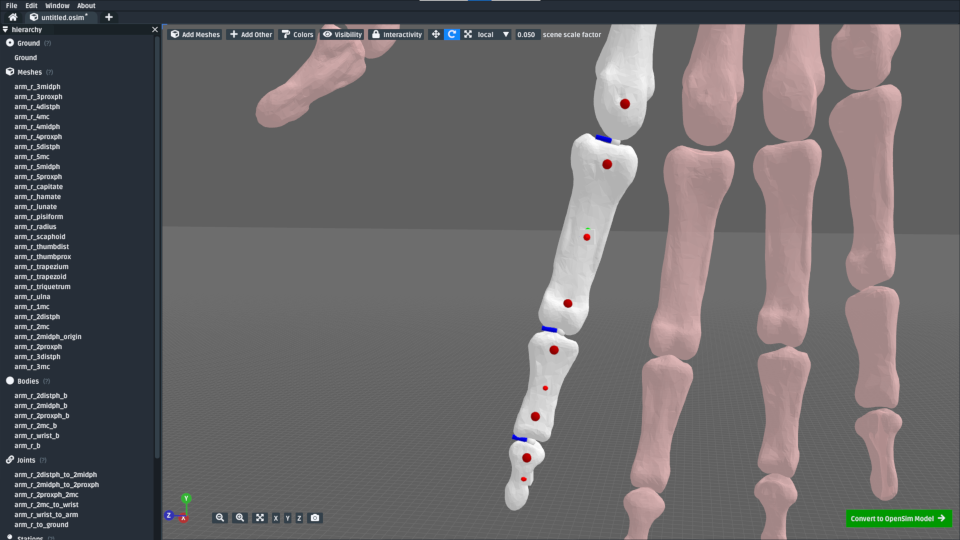 File Edit Window About
untitled.osim*
hierarchy
Add Meshes Add Other Colors Visibility Interactivity local 0.050 scene scale factor
Ground (?)
Ground
Meshes (?)
arm_r_3midph
arm_r_3proxph
arm_r_4distph
arm_r_4mc
arm_r_4midph
arm_r_4proxph
arm_r_5distph
arm_r_5mc
arm_r_5midph
arm_r_5proxph
arm_r_capitate
arm_r_hamate
arm_r_lunate
arm_r_pisiform
arm_r_radius
arm_r_scaphoid
arm_r_thumbdist
arm_r_thumbprox
arm_r_trapezium
arm_r_trapezoid
arm_r_triquetrum
arm_r_ulna
arm_r_1mc
arm_r_2distph
arm_r_2mc
arm_r_2midph_origin
arm_r_2proxph
arm_r_3distph
arm_r_3mc
Bodies (?)
arm_r_2distph_b
arm_r_2midph_b
arm_r_2proxph_b
arm_r_2mc_b
arm_r_wrist_b
arm_r_b
Joints (?)
arm_r_2distph_to_2midph
arm_r_2midph_to_2proxph
arm_r_2proxph_2mc
arm_r_2mc_to_wrist
arm_r_wrist_to_arm
arm_r_to_ground
Stations (?)
Y
Z X
X Y Z
Convert to OpenSim Model